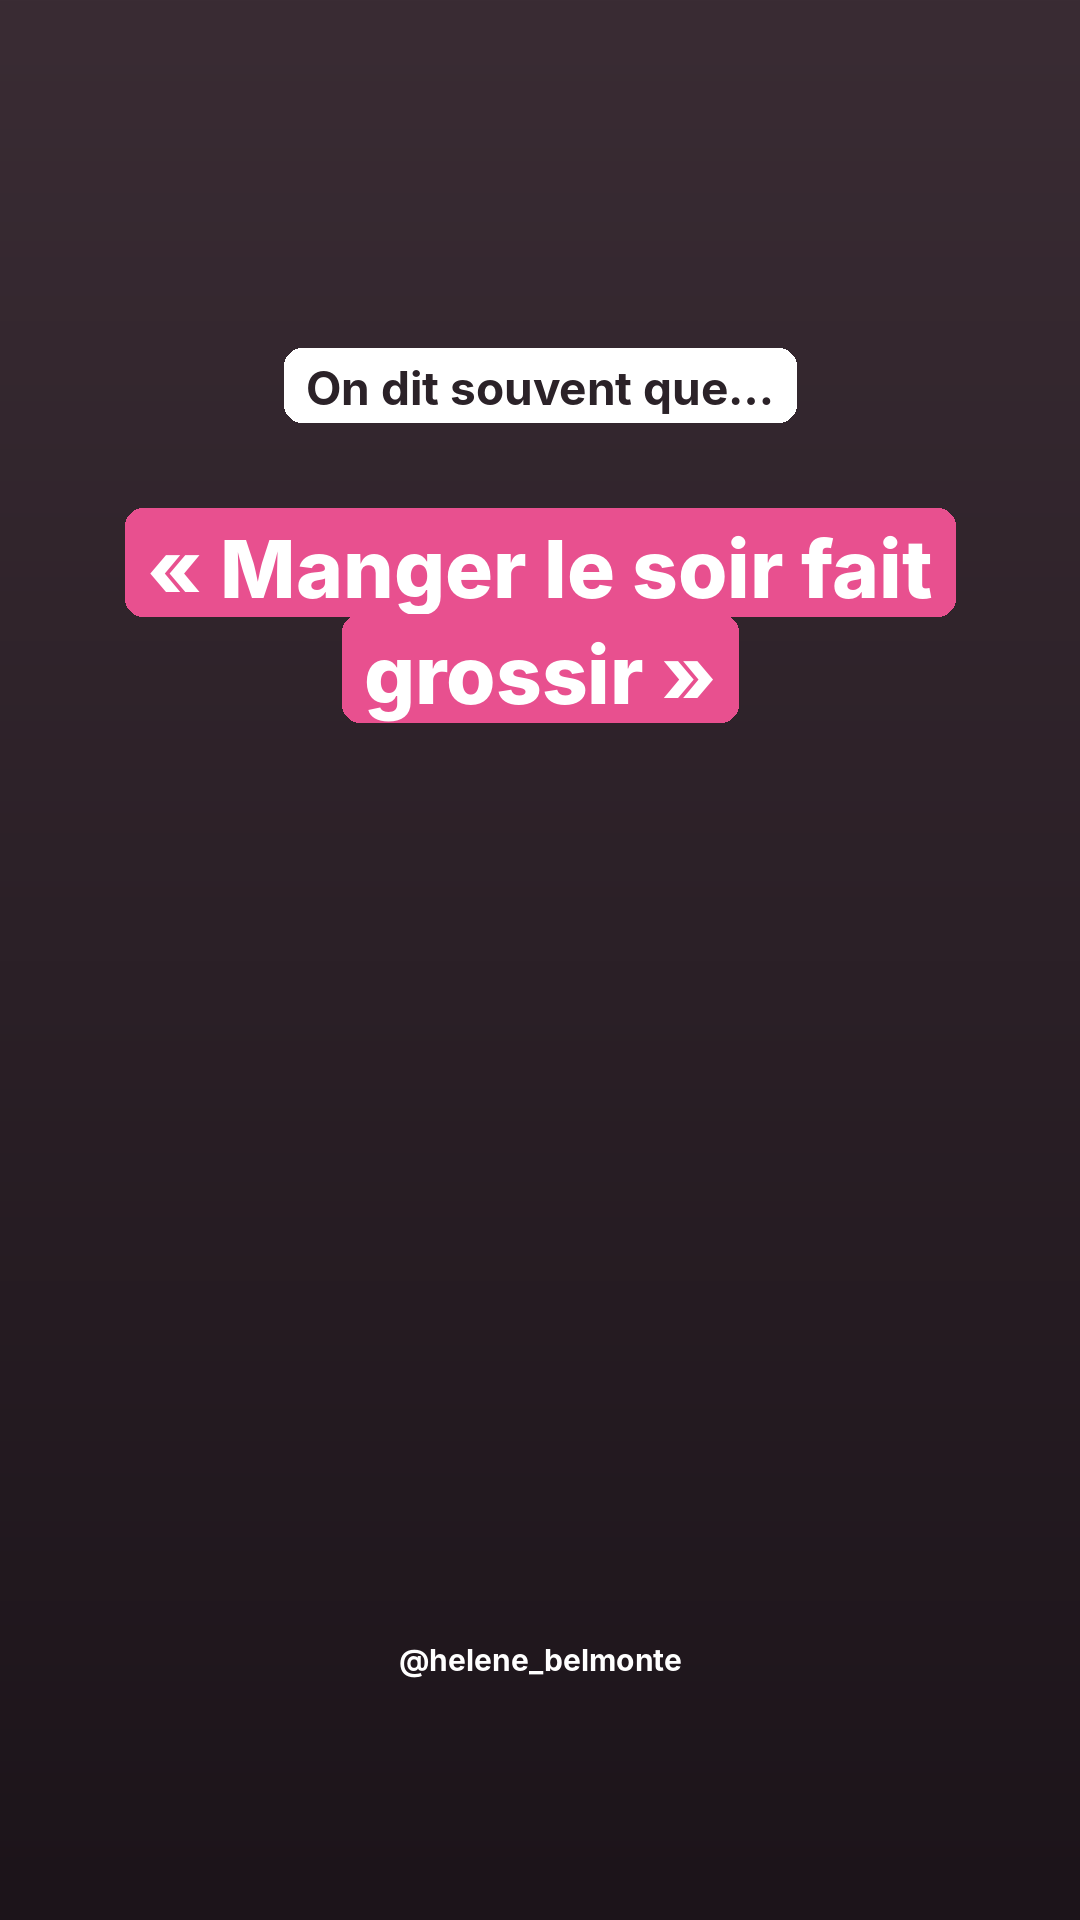 On dit souvent que...
« Manger le soir fait
grossir »
@helene_belmonte